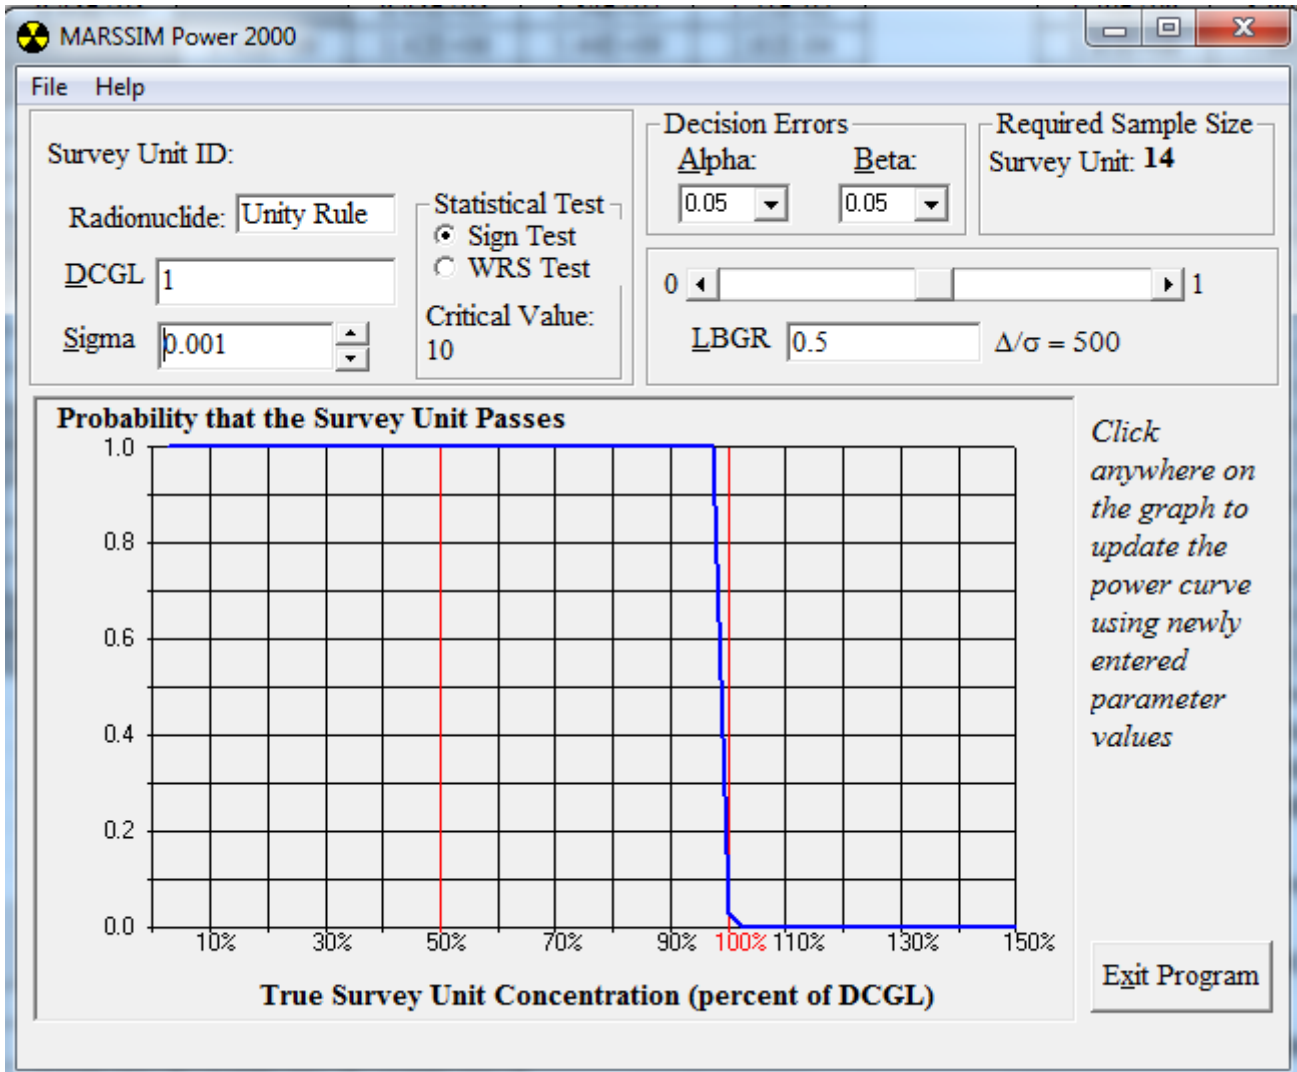 MARSSIM Power 2000
File Help
Survey Unit ID:
Radionuclide: Unity Rule
DCGL 1
Sigma 0.001
Statistical Test
Sign Test
WRS Test
Critical Value:
10
Decision Errors
Alpha: Beta:
0.05 0.05
Required Sample Size
Survey Unit: 14
0 1
LBGR 0.5 Δ/σ = 500
Probability that the Survey Unit Passes
1.0
0.8
0.6
0.4
0.2
0.0
10% 30% 50% 70% 90% 100% 110% 130% 150%
True Survey Unit Concentration (percent of DCGL)
Click
anywhere on
the graph to
update the
power curve
using newly
entered
parameter
values
Exit Program